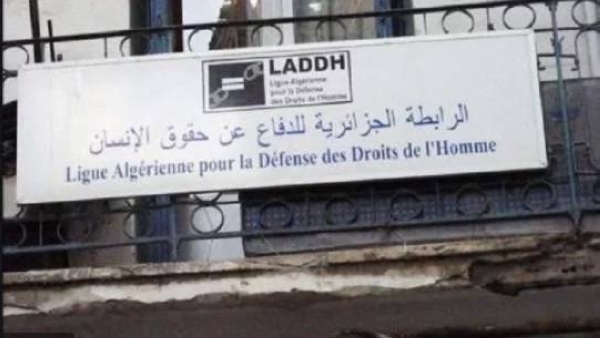 LADDH
Ligue Algérienne
pour la Défense
des Droits de l'Homme
الرابطة الجزائرية للدفاع عن حقوق الإنسان
Ligue Algérienne pour la Défense des Droits de l'Homme